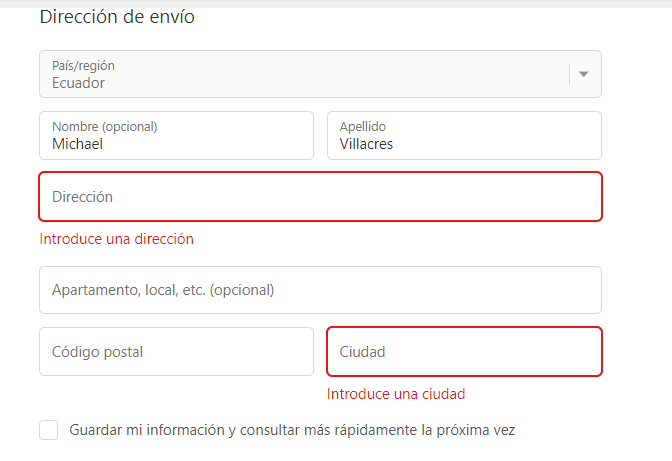 Dirección de envío
País/región
Ecuador
Nombre (opcional)
Michael
Apellido
Villacres
Dirección
Introduce una dirección
Apartamento, local, etc. (opcional)
Código postal
Ciudad
Introduce una ciudad
Guardar mi información y consultar más rápidamente la próxima vez